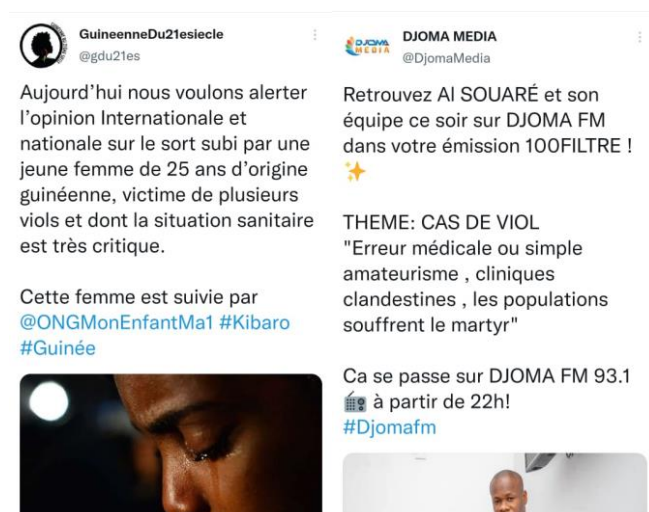 GuineenneDu21esiecle
@gdu21es
Aujourd'hui nous voulons alerter
l'opinion Internationale et
nationale sur le sort subi par une
jeune femme de 25 ans d'origine
guinéenne, victime de plusieurs
viols et dont la situation sanitaire
est très critique.
Cette femme est suivie par
@ONGMonEnfantMa1 #Kibaro
#Guinée
DJOMA
MEDIA
DJOMA MEDIA
@DjomaMedia
Retrouvez Al SOUARÉ et son
équipe ce soir sur DJOMA FM
dans votre émission 100FILTRE !
THEME: CAS DE VIOL
"Erreur médicale ou simple
amateurisme , cliniques
clandestines , les populations
souffrent le martyr"
Ca se passe sur DJOMA FM 93.1
à partir de 22h!
#Djomafm